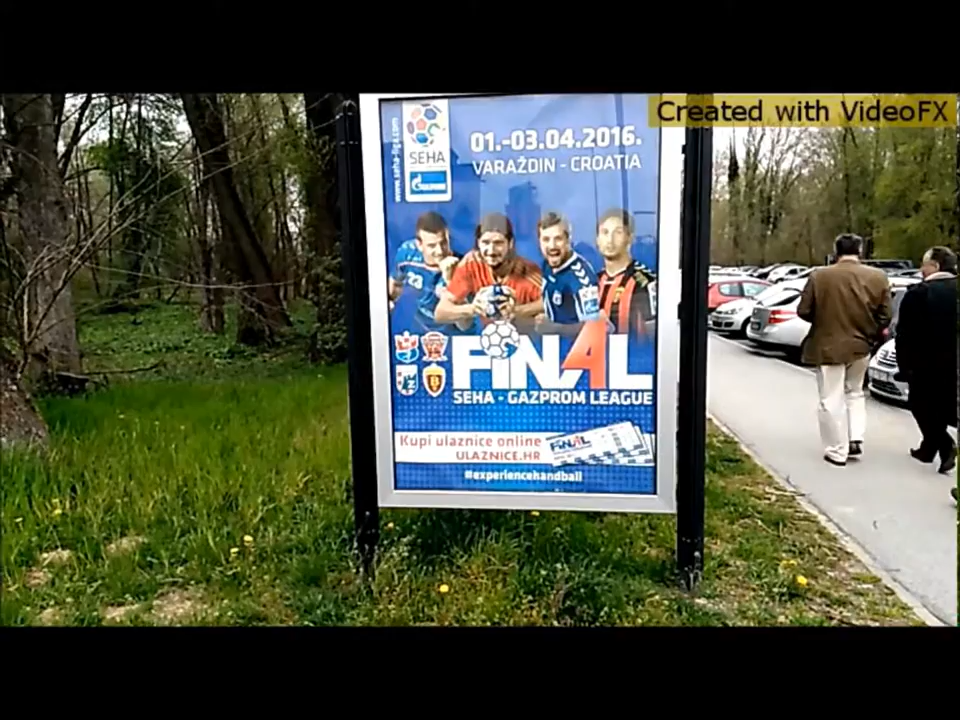 Created with VideoFX
www.seha-liga
SEHA
GAZPROM
01.-03.04.2016.
VARAŽDIN - CROATIA
23
FINAL
SEHA - GAZPROM LEAGUE
Kupi ulaznice online
ULAZNICE.HR
FINAL
#experiencehandball